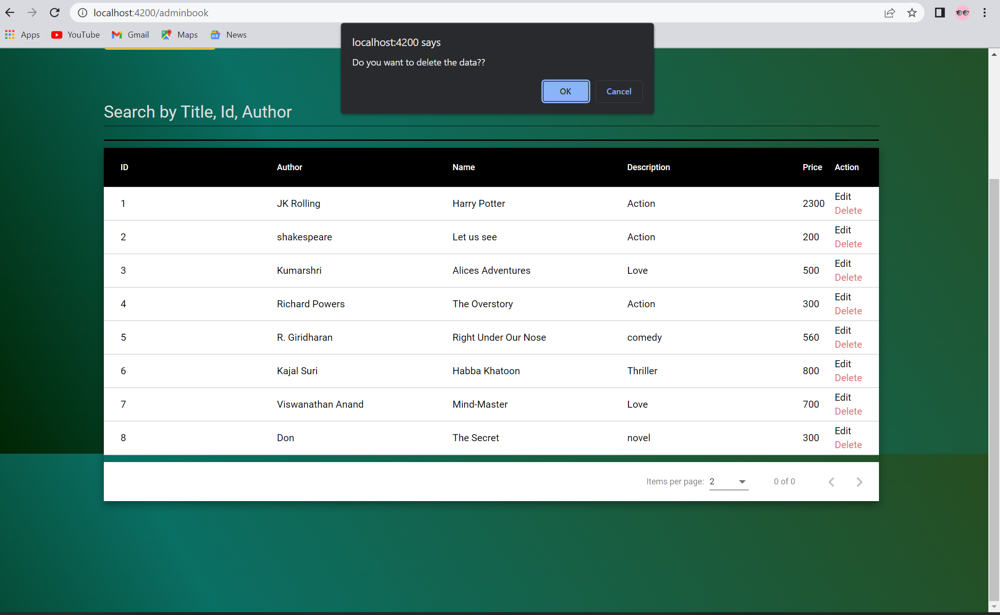 localhost:4200/adminbook
Apps YouTube Gmail Maps News
localhost:4200 says
Do you want to delete the data??
OK Cancel
Search by Title, Id, Author
ID Author Name Description Price Action
1 JK Rolling Harry Potter Action 2300 Edit
Delete
2 shakespeare Let us see Action 200 Edit
Delete
3 Kumarshri Alices Adventures Love 500 Edit
Delete
4 Richard Powers The Overstory Action 300 Edit
Delete
5 R. Giridharan Right Under Our Nose comedy 560 Edit
Delete
6 Kajal Suri Habba Khatoon Thriller 800 Edit
Delete
7 Viswanathan Anand Mind-Master Love 700 Edit
Delete
8 Don The Secret novel 300 Edit
Delete
Items per page: 2 0 of 0